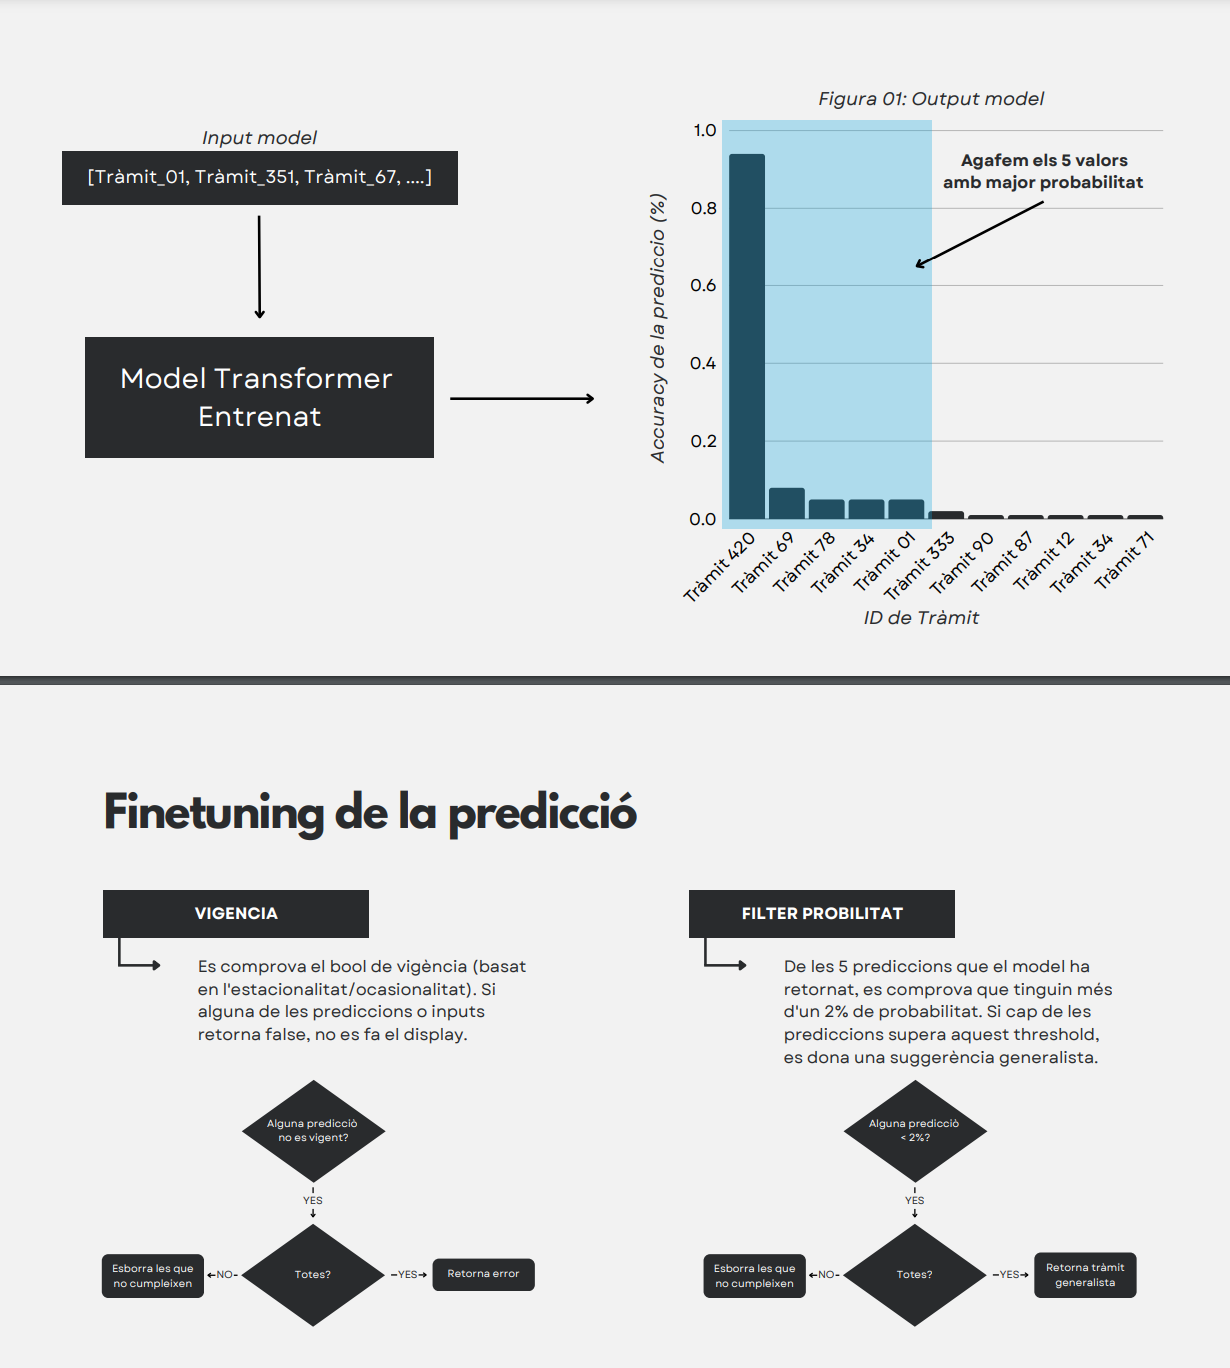 Input model
[Tràmit_01, Tràmit_351, Tràmit_67, ....]
Model Transformer
Entrenat
Figura 01: Output model
Agafem els 5 valors
amb major probabilitat
Accuracy de la prediccio (%)
1.0
0.8
0.6
0.4
0.2
0.0
Tràmit 420
Tràmit 69
Tràmit 78
Tràmit 34
Tràmit 01
Tràmit 333
Tràmit 90
Tràmit 87
Tràmit 12
Tràmit 34
Tràmit 71
ID de Tràmit
Finetuning de la predicció
VIGENCIA
Es comprova el bool de vigència (basat
en l'estacionalitat/ocasionalitat). Si
alguna de les prediccions o inputs
retorna false, no es fa el display.
Alguna predicciò
no es vigent?
YES
Totes?
NO
Esborra les que
no cumpleixen
YES
Retorna error
FILTER PROBILITAT
De les 5 prediccions que el model ha
retornat, es comprova que tinguin més
d'un 2% de probabilitat. Si cap de les
prediccions supera aquest threshold,
es dona una suggerència generalista.
Alguna predicciò
< 2%?
YES
Totes?
NO
Esborra les que
no cumpleixen
YES
Retorna tràmit
generalista